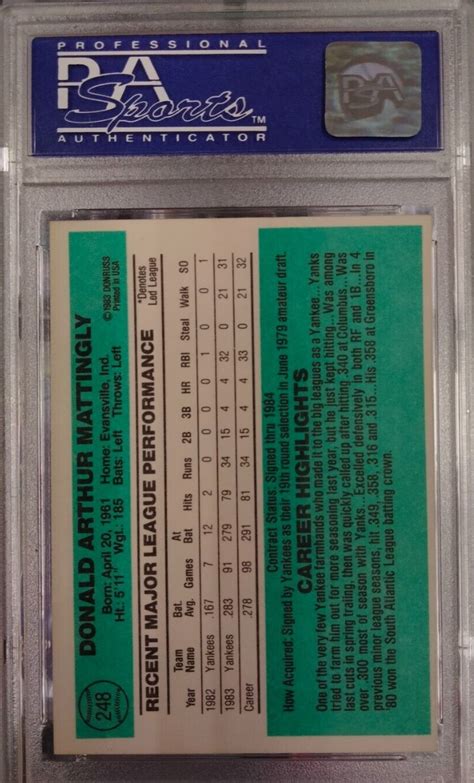 PROFESSIONAL
PSA
Sports
TM
AUTHENTICATOR
PSA
248
DONALD ARTHUR MATTINGLY
©1983 DONRUSS
Printed in USA
Born: April 20, 1961 Home: Evansville, Ind.
Ht.: 5'11" Wgt.: 185 Bats: Left Throws: Left
RECENT MAJOR LEAGUE PERFORMANCE
*Denotes
Led League
Year Team Name Bat. Avg. Games At Bat Hits Runs 2B 3B HR RBI Steal Walk SO
1982 Yankees .167 7 12 2 0 0 0 0 1 0 0 1
1983 Yankees .283 91 279 79 34 15 4 4 32 0 21 31
Career .278 98 291 81 34 15 4 4 33 0 21 32
Contract Status: Signed thru 1984
How Acquired: Signed by Yankees as their 19th round selection in June 1979 amateur draft.
CAREER HIGHLIGHTS
One of the very few Yankee farmhands who made it to the big leagues as a Yankee...Yanks
tried to farm him out for more seasoning last year, but he just kept hitting...Was among
last cuts in spring traling, then was quickly called up after hitting .340 at Columbus...Was
over .300 most of season with Yanks...Excelled defensively in both RF and 1B...In 4
previous minor league seasons, hit .349, .358, .316 and .315...His .358 at Greensboro in
'80 won the South Atlantic League batting crown.